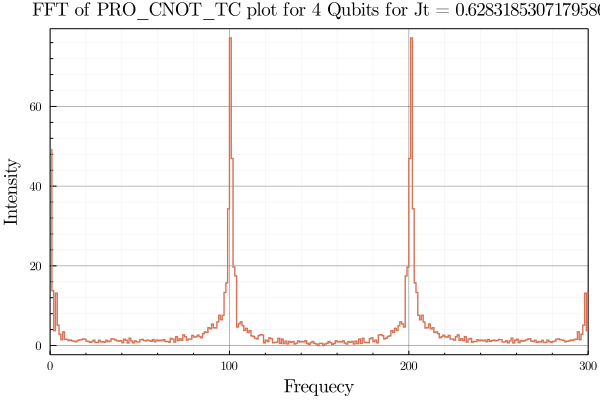 FFT of PRO_CNOT_TC plot for 4 Qubits for Jt = 0.6283185307179586
Intensity
60
40
20
0
0 100 200 300
Frequecy